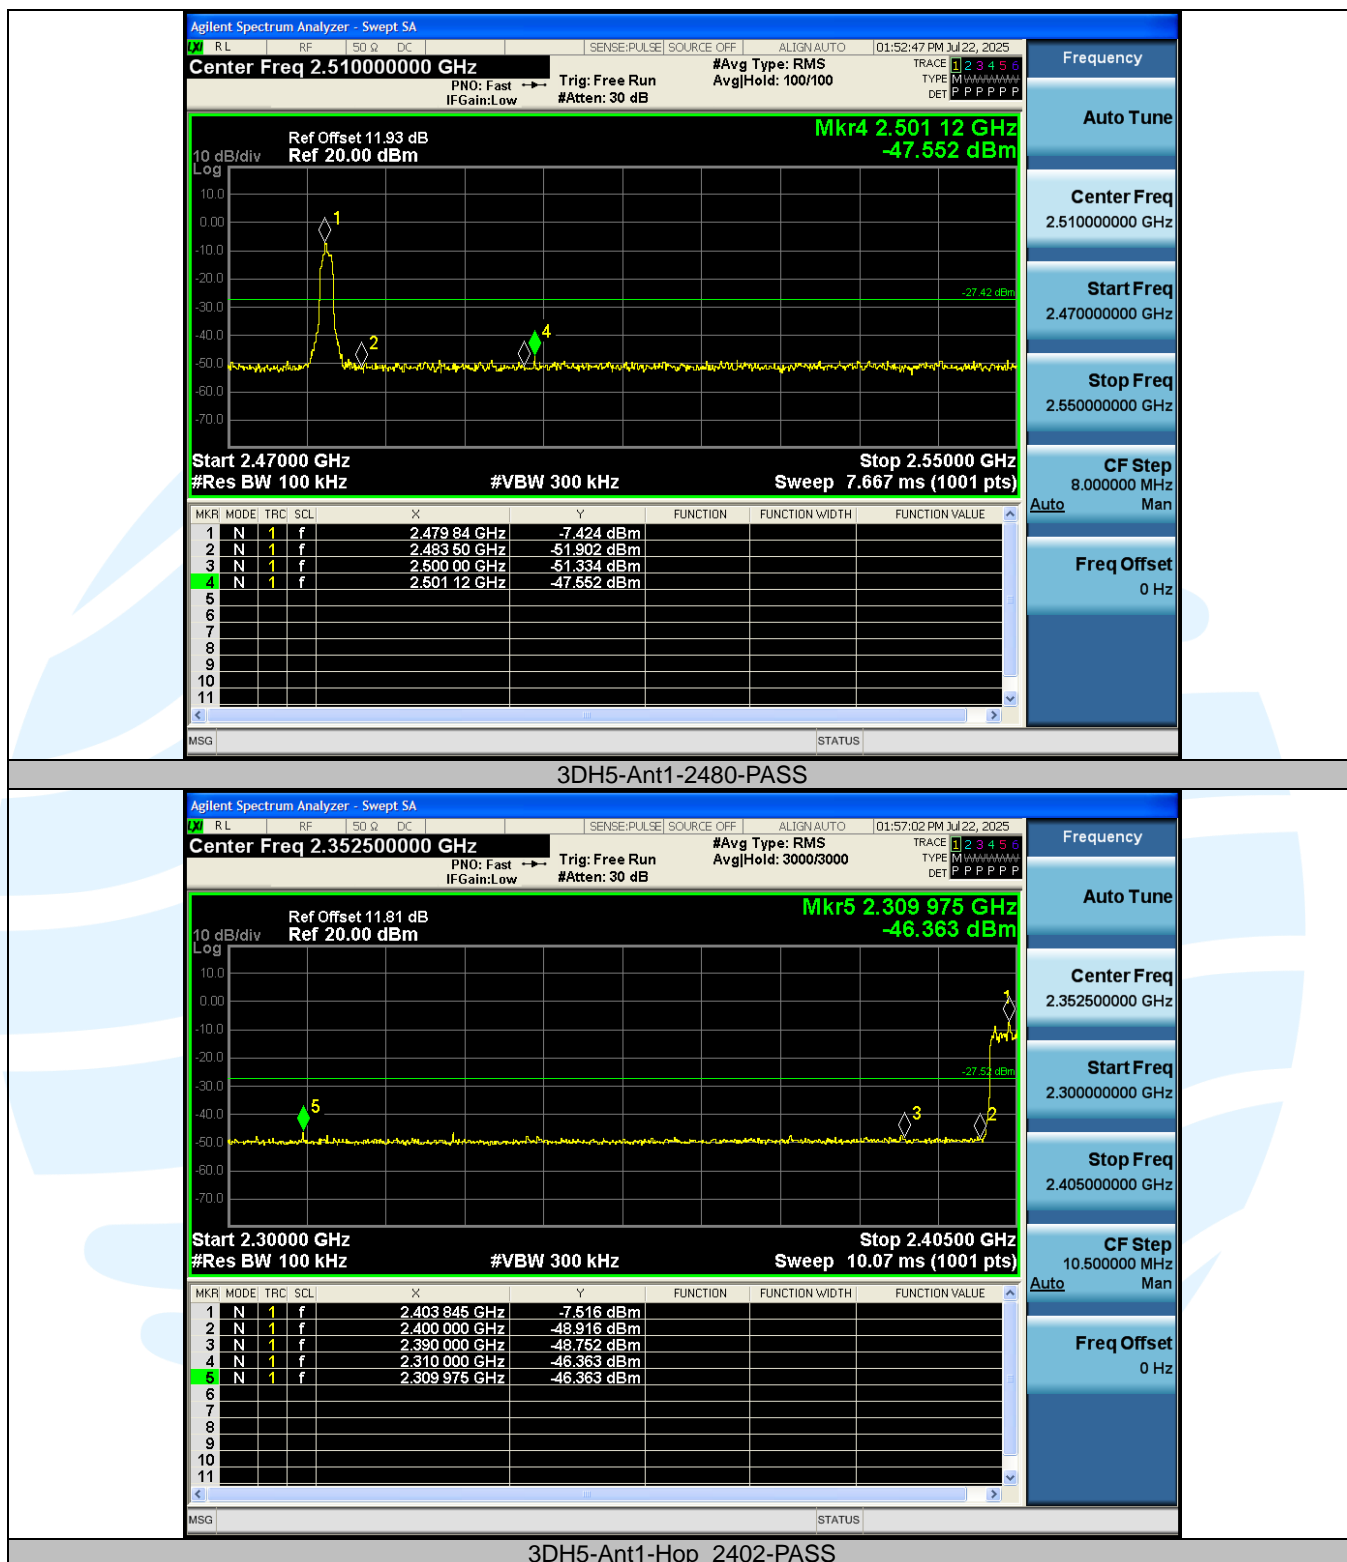 Agilent Spectrum Analyzer - Swept SA
LXI RL RF 50 Ω DC SENSE:PULSE SOURCE OFF ALIGN AUTO 01:52:47 PM Jul 22, 2025
Center Freq 2.510000000 GHz
#Avg Type: RMS
TRACE 1 2 3 4 5 6
PNO: Fast Trig: Free Run Avg|Hold: 100/100
TYPE M WWWWW
IFGain:Low #Atten: 30 dB
DET P P P P P P
Frequency
Auto Tune
Center Freq
2.510000000 GHz
Start Freq
2.470000000 GHz
Stop Freq
2.550000000 GHz
CF Step
8.000000 MHz
Auto Man
Freq Offset
0 Hz
Mkr4 2.501 12 GHz
-47.552 dBm
Ref Offset 11.93 dB
10 dB/div Ref 20.00 dBm
Log
10.0
0.00
-10.0
-20.0
-30.0
-40.0
-50.0
-60.0
-70.0
1
2
4
-27.42 dBm
Start 2.47000 GHz Stop 2.55000 GHz
#Res BW 100 kHz #VBW 300 kHz Sweep 7.667 ms (1001 pts)
MKR MODE TRC SCL X Y FUNCTION FUNCTION WIDTH FUNCTION VALUE
1 N 1 f 2.479 84 GHz -7.424 dBm
2 N 1 f 2.483 50 GHz -51.902 dBm
3 N 1 f 2.500 00 GHz -51.334 dBm
4 N 1 f 2.501 12 GHz -47.552 dBm
5
6
7
8
9
10
11
MSG STATUS
3DH5-Ant1-2480-PASS
Agilent Spectrum Analyzer - Swept SA
LXI RL RF 50 Ω DC SENSE:PULSE SOURCE OFF ALIGN AUTO 01:57:02 PM Jul 22, 2025
Center Freq 2.352500000 GHz
#Avg Type: RMS
TRACE 1 2 3 4 5 6
PNO: Fast Trig: Free Run Avg|Hold: 3000/3000
TYPE M WWWWW
IFGain:Low #Atten: 30 dB
DET P P P P P P
Frequency
Auto Tune
Center Freq
2.352500000 GHz
Start Freq
2.300000000 GHz
Stop Freq
2.405000000 GHz
CF Step
10.500000 MHz
Auto Man
Freq Offset
0 Hz
Mkr5 2.309 975 GHz
-46.363 dBm
Ref Offset 11.81 dB
10 dB/div Ref 20.00 dBm
Log
10.0
0.00
-10.0
-20.0
-30.0
-40.0
-50.0
-60.0
-70.0
1
5
3
2
-27.52 dBm
Start 2.30000 GHz Stop 2.40500 GHz
#Res BW 100 kHz #VBW 300 kHz Sweep 10.07 ms (1001 pts)
MKR MODE TRC SCL X Y FUNCTION FUNCTION WIDTH FUNCTION VALUE
1 N 1 f 2.403 845 GHz -7.516 dBm
2 N 1 f 2.400 000 GHz -48.916 dBm
3 N 1 f 2.390 000 GHz -48.752 dBm
4 N 1 f 2.310 000 GHz -46.363 dBm
5 N 1 f 2.309 975 GHz -46.363 dBm
6
7
8
9
10
11
MSG STATUS
3DH5-Ant1-Hop_2402-PASS